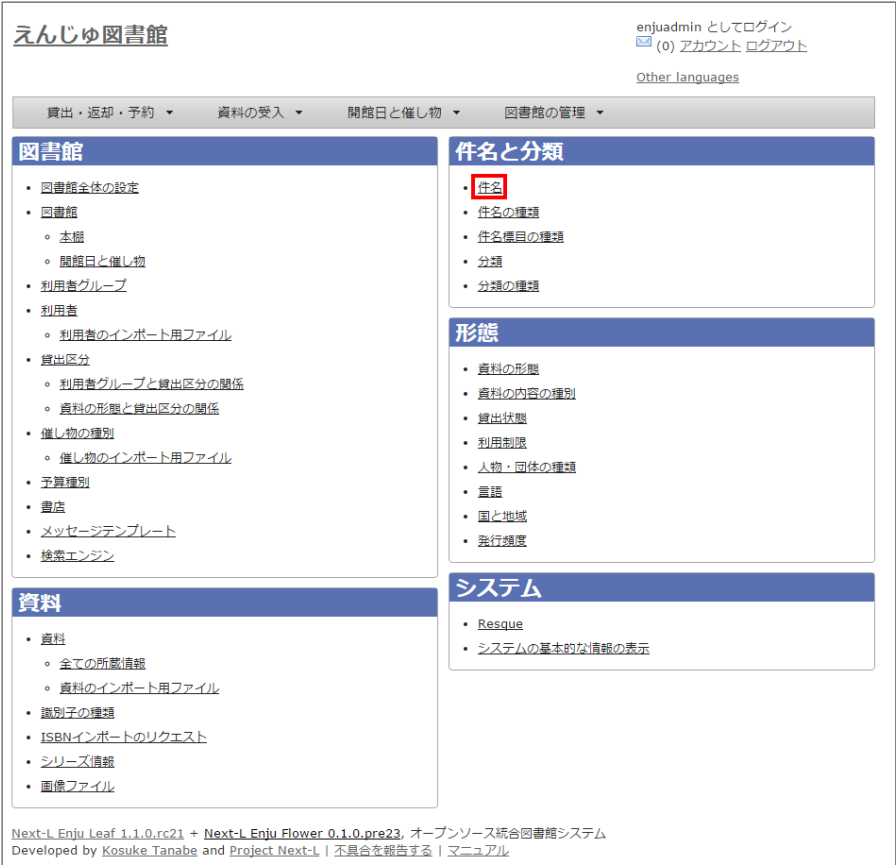 えんじゅ図書館
enjuadmin としてログイン
(0) アカウント ログアウト
Other languages
貸出・返却・予約 ▼ 資料の受入 ▼ 開館日と催し物 ▼ 図書館の管理 ▼
図書館
・ 図書館全体の設定
・ 図書館
◦ 本棚
◦ 開館日と催し物
・ 利用者グループ
・ 利用者
◦ 利用者のインポート用ファイル
・ 貸出区分
◦ 利用者グループと貸出区分の関係
◦ 資料の形態と貸出区分の関係
・ 催し物の種別
◦ 催し物のインポート用ファイル
・ 予算種別
・ 書店
・ メッセージテンプレート
・ 検索エンジン
資料
・ 資料
◦ 全ての所蔵情報
◦ 資料のインポート用ファイル
・ 識別子の種類
・ ISBNインポートのリクエスト
・ シリーズ情報
・ 画像ファイル
件名と分類
・ 件名
・ 件名の種類
・ 件名標目の種類
・ 分類
・ 分類の種類
形態
・ 資料の形態
・ 資料の内容の種別
・ 貸出状態
・ 利用制限
・ 人物・団体の種類
・ 言語
・ 国と地域
・ 発行頻度
システム
・ Resque
・ システムの基本的な情報の表示
Next-L Enju Leaf 1.1.0.rc21 + Next-L Enju Flower 0.1.0.pre23, オープンソース統合図書館システム
Developed by Kosuke Tanabe and Project Next-L | 不具合を報告する | マニュアル